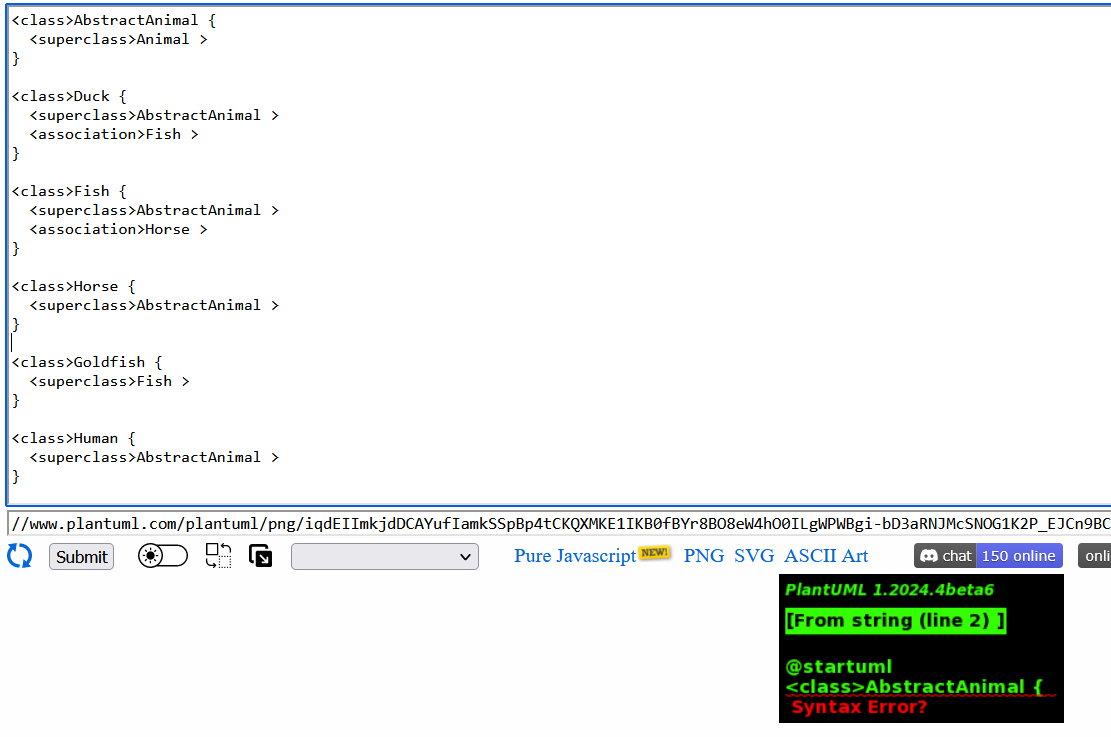 <class>AbstractAnimal {
  <superclass>Animal >
}

<class>Duck {
  <superclass>AbstractAnimal >
  <association>Fish >
}

<class>Fish {
  <superclass>AbstractAnimal >
  <association>Horse >
}

<class>Horse {
  <superclass>AbstractAnimal >
}

<class>Goldfish {
  <superclass>Fish >
}

<class>Human {
  <superclass>AbstractAnimal >
}
//www.plantuml.com/plantuml/png/iqdEIImkjdDCAYufIamkSSpBp4tCKQXMKE1IKB0fBYr8BO8eW4hO0ILgWPWBgi-bD3aRNJMcSNOG1K2P_EJCn9BC
Submit Pure Javascript NEW! PNG SVG ASCII Art chat 150 online onli
PlantUML 1.2024.4beta6
[From string (line 2) ]
@startuml
<class>AbstractAnimal {
Syntax Error?